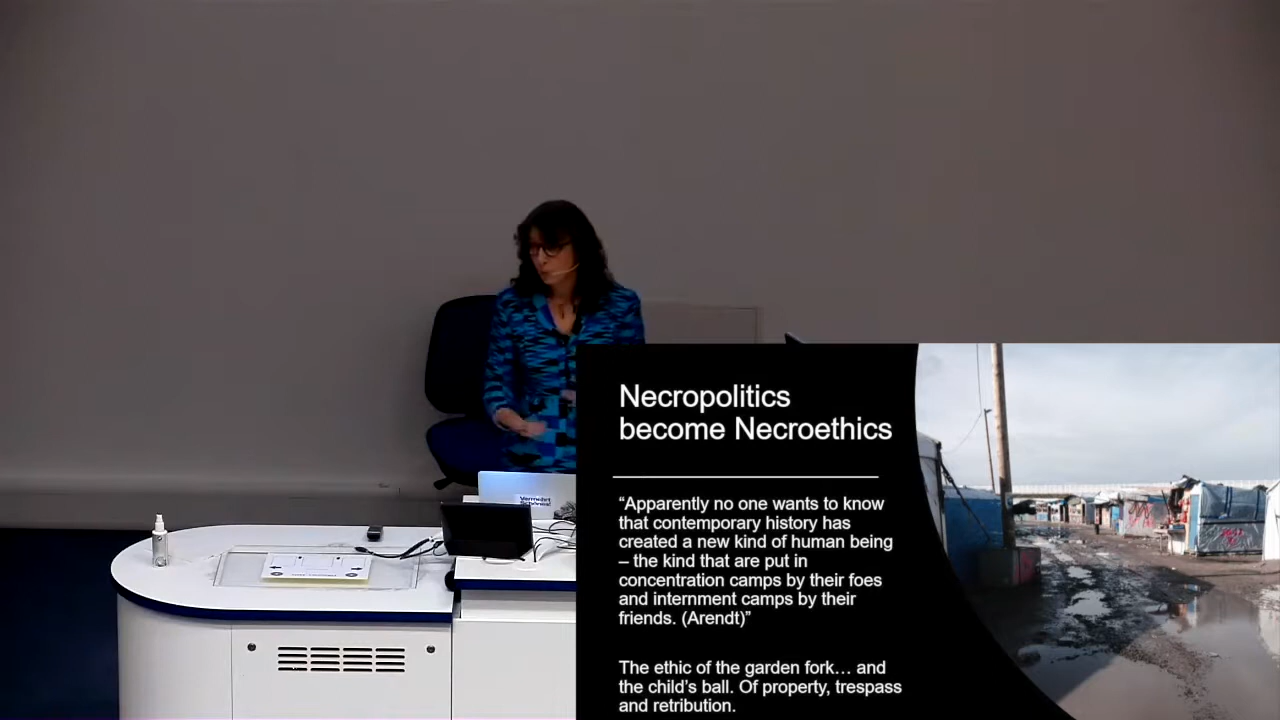 Necropolitics
become Necroethics
“Apparently no one wants to know
that contemporary history has
created a new kind of human being
– the kind that are put in
concentration camps by their foes
and internment camps by their
friends. (Arendt)”
The ethic of the garden fork… and
the child’s ball. Of property, trespass
and retribution.